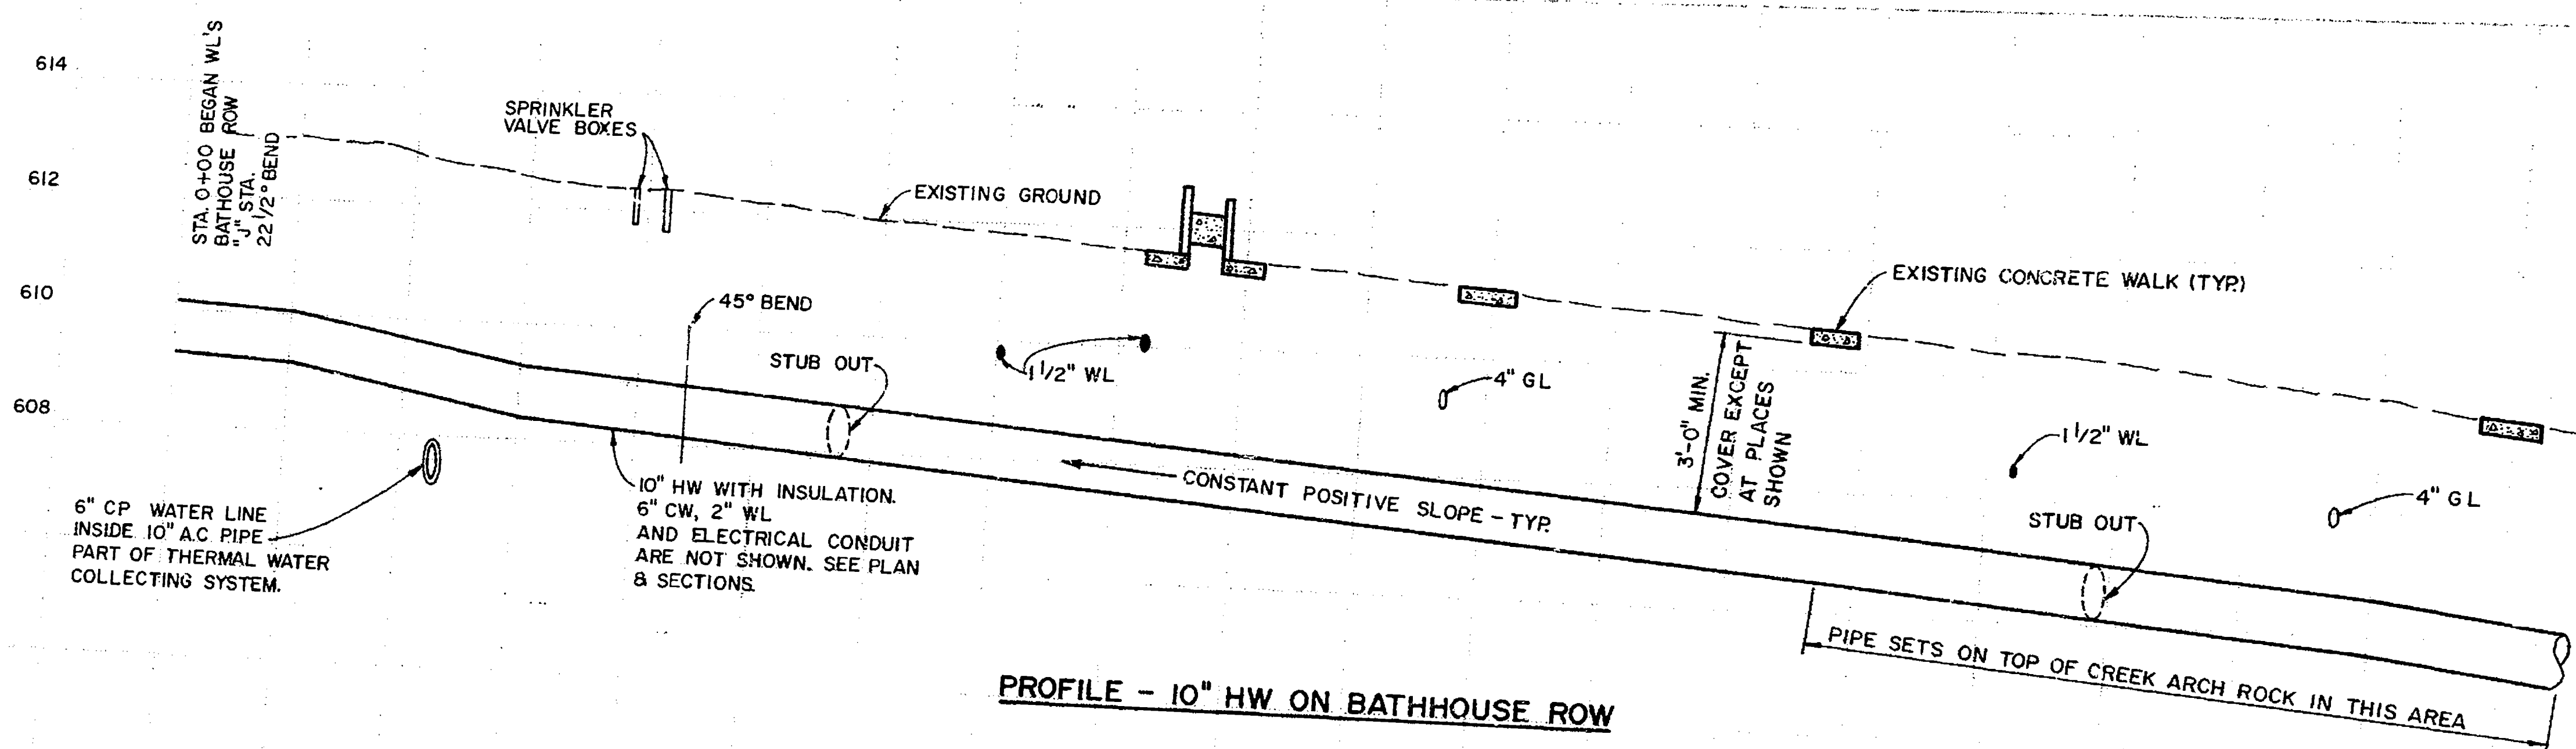 614
612
610
608
STA. 0+00 BEGAN WL'S
BATHOUSE ROW
"J" STA.
22 1/2° BEND
SPRINKLER
VALVE BOXES
EXISTING GROUND
EXISTING CONCRETE WALK (TYP.)
45° BEND
STUB OUT
1 1/2" WL
4" GL
3'-0" MIN.
COVER EXCEPT
AT PLACES
SHOWN
1 1/2" WL
4" GL
STUB OUT
CONSTANT POSITIVE SLOPE - TYP.
6" CP WATER LINE
INSIDE 10" A.C. PIPE
PART OF THERMAL WATER
COLLECTING SYSTEM.
10" HW WITH INSULATION.
6" CW, 2" WL
AND ELECTRICAL CONDUIT
ARE NOT SHOWN. SEE PLAN
& SECTIONS.
PIPE SETS ON TOP OF CREEK ARCH ROCK IN THIS AREA
PROFILE - 10" HW ON BATHHOUSE ROW